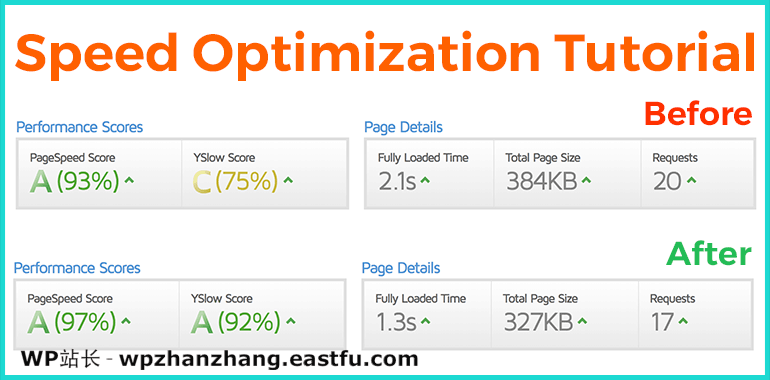 Speed Optimization Tutorial
Before
Performance Scores
Page Details
PageSpeed Score
YSlow Score
Fully Loaded Time
Total Page Size
Requests
A (93%)
C (75%)
2.1s
384KB
20
After
Performance Scores
Page Details
PageSpeed Score
YSlow Score
Fully Loaded Time
Total Page Size
Requests
A (97%)
A (92%)
1.3s
327KB
17
WP站长 - wpzhanzhang.eastfu.com